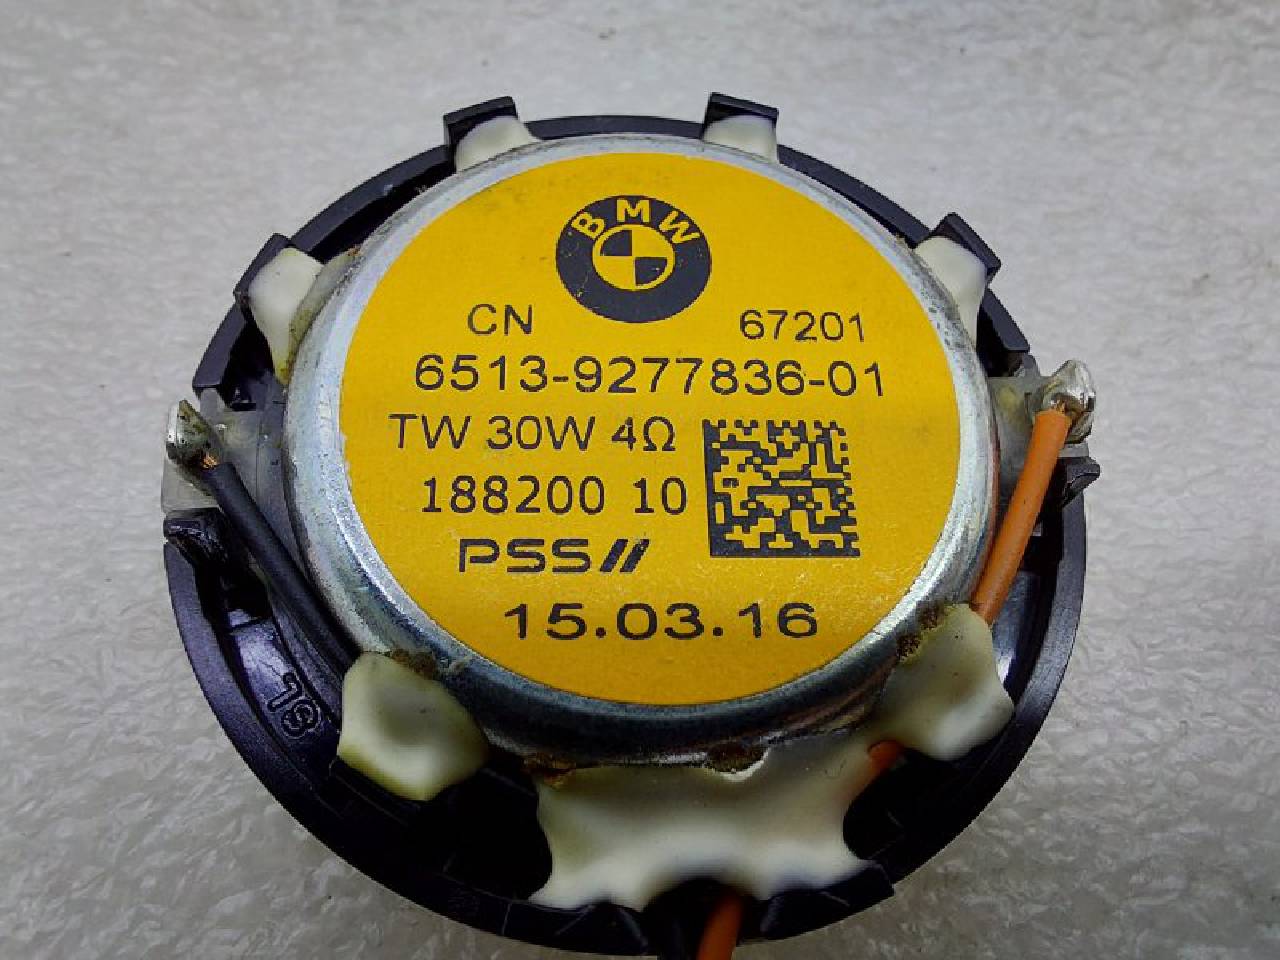 BMW
CN 67201
6513-9277836-01
TW 30W 4Ω
188200 10
PSS//
15.03.16